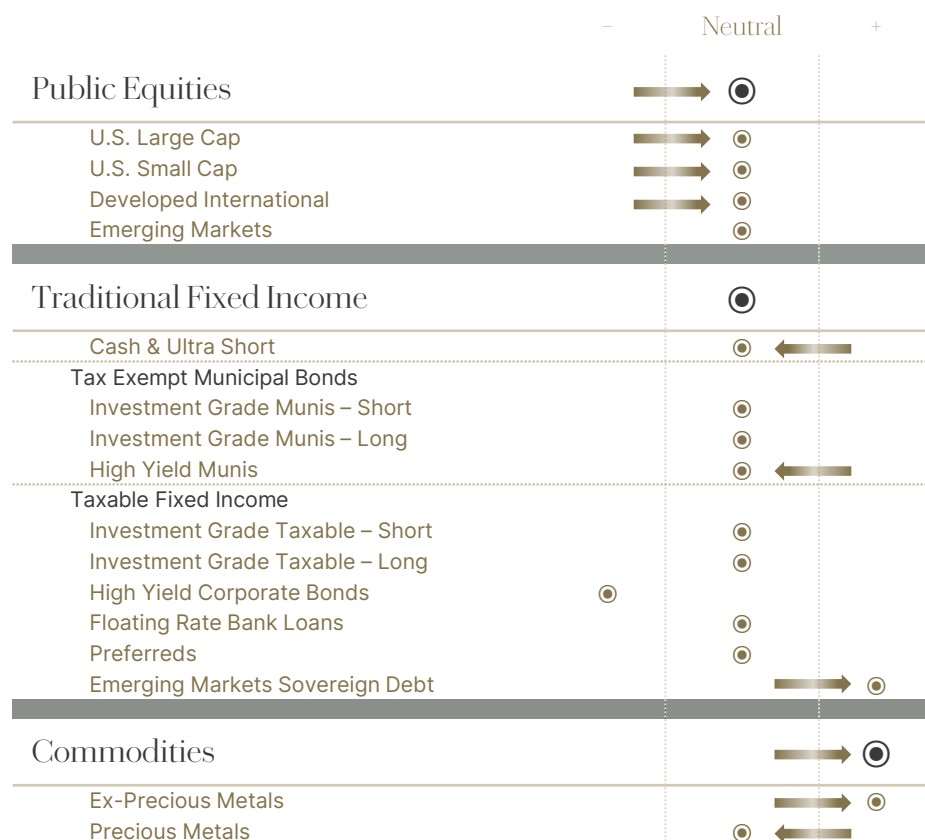 – Neutral +
Public Equities
U.S. Large Cap
U.S. Small Cap
Developed International
Emerging Markets
Traditional Fixed Income
Cash & Ultra Short
Tax Exempt Municipal Bonds
Investment Grade Munis – Short
Investment Grade Munis – Long
High Yield Munis
Taxable Fixed Income
Investment Grade Taxable – Short
Investment Grade Taxable – Long
High Yield Corporate Bonds
Floating Rate Bank Loans
Preferreds
Emerging Markets Sovereign Debt
Commodities
Ex-Precious Metals
Precious Metals